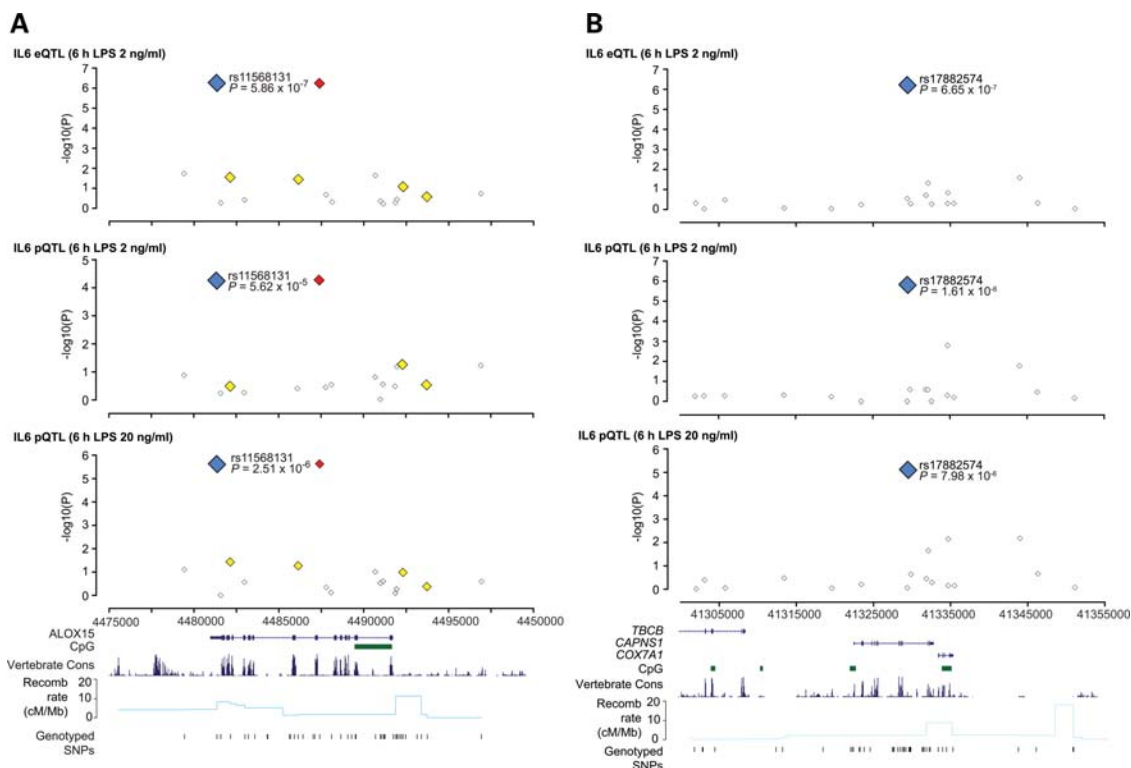 A
IL6 eQTL (6 h LPS 2 ng/ml)
7
6
5
4
3
2
1
0
-log10(P)
rs11568131
P = 5.86 x 10-7
IL6 pQTL (6 h LPS 2 ng/ml)
5
4
3
2
1
0
-log10(P)
rs11568131
P = 5.62 x 10-5
IL6 pQTL (6 h LPS 20 ng/ml)
6
5
4
3
2
1
0
-log10(P)
rs11568131
P = 2.51 x 10-6
4475000 4480000 4485000 4490000 4495000 4450000
ALOX15
CpG
Vertebrate Cons
Recomb
rate
(cM/Mb)
20
10
0
Genotyped
SNPs
B
IL6 eQTL (6 h LPS 2 ng/ml)
7
6
5
4
3
2
1
0
-log10(P)
rs17882574
P = 6.65 x 10-7
IL6 pQTL (6 h LPS 2 ng/ml)
7
6
5
4
3
2
1
0
-log10(P)
rs17882574
P = 1.61 x 10-6
IL6 pQTL (6 h LPS 20 ng/ml)
6
5
4
3
2
1
0
-log10(P)
rs17882574
P = 7.98 x 10-6
41305000 41315000 41325000 41335000 41345000 41355000
TBCB
CAPNS1
COX7A1
CpG
Vertebrate Cons
Recomb
rate
(cM/Mb)
20
10
0
Genotyped
SNPs